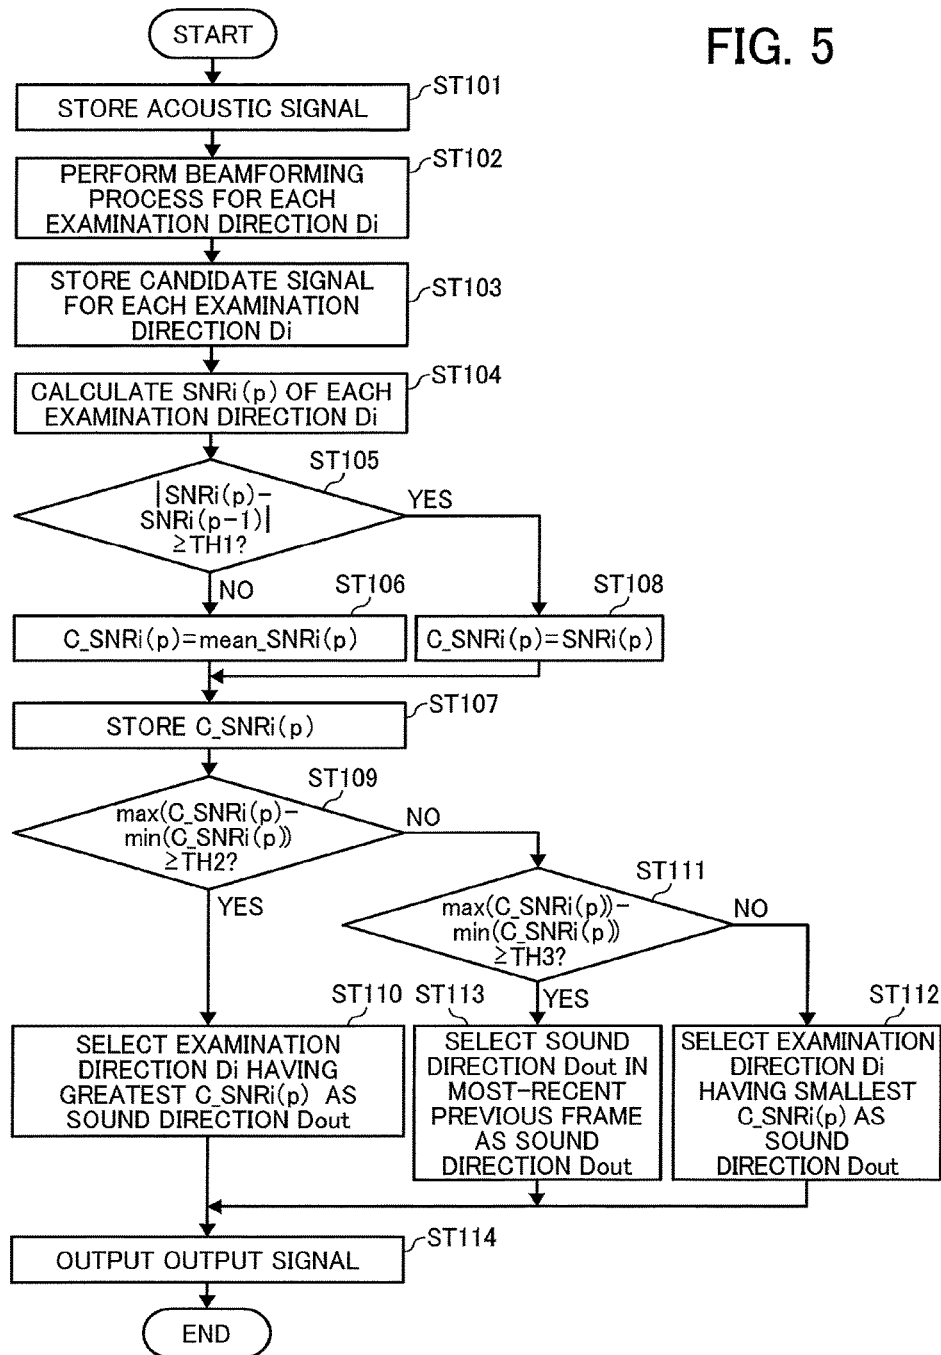 FIG. 5
START
ST101
STORE ACOUSTIC SIGNAL
ST102
PERFORM BEAMFORMING
PROCESS FOR EACH
EXAMINATION DIRECTION Di
ST103
STORE CANDIDATE SIGNAL
FOR EACH EXAMINATION
DIRECTION Di
ST104
CALCULATE SNRi(p) OF EACH
EXAMINATION DIRECTION Di
ST105
|SNRi(p)-
SNRi(p-1)|
≧TH1?
YES
NO
ST106
C_SNRi(p)=mean_SNRi(p)
ST108
C_SNRi(p)=SNRi(p)
ST107
STORE C_SNRi(p)
ST109
max(C_SNRi(p)-
min(C_SNRi(p))
≧TH2?
NO
YES
ST111
max(C_SNRi(p))-
min(C_SNRi(p))
≧TH3?
NO
YES
ST110
SELECT EXAMINATION
DIRECTION Di HAVING
GREATEST C_SNRi(p) AS
SOUND DIRECTION Dout
ST113
SELECT SOUND
DIRECTION Dout IN
MOST-RECENT
PREVIOUS FRAME
AS SOUND
DIRECTION Dout
ST112
SELECT EXAMINATION
DIRECTION Di
HAVING SMALLEST
C_SNRi(p) AS
SOUND
DIRECTION Dout
ST114
OUTPUT OUTPUT SIGNAL
END